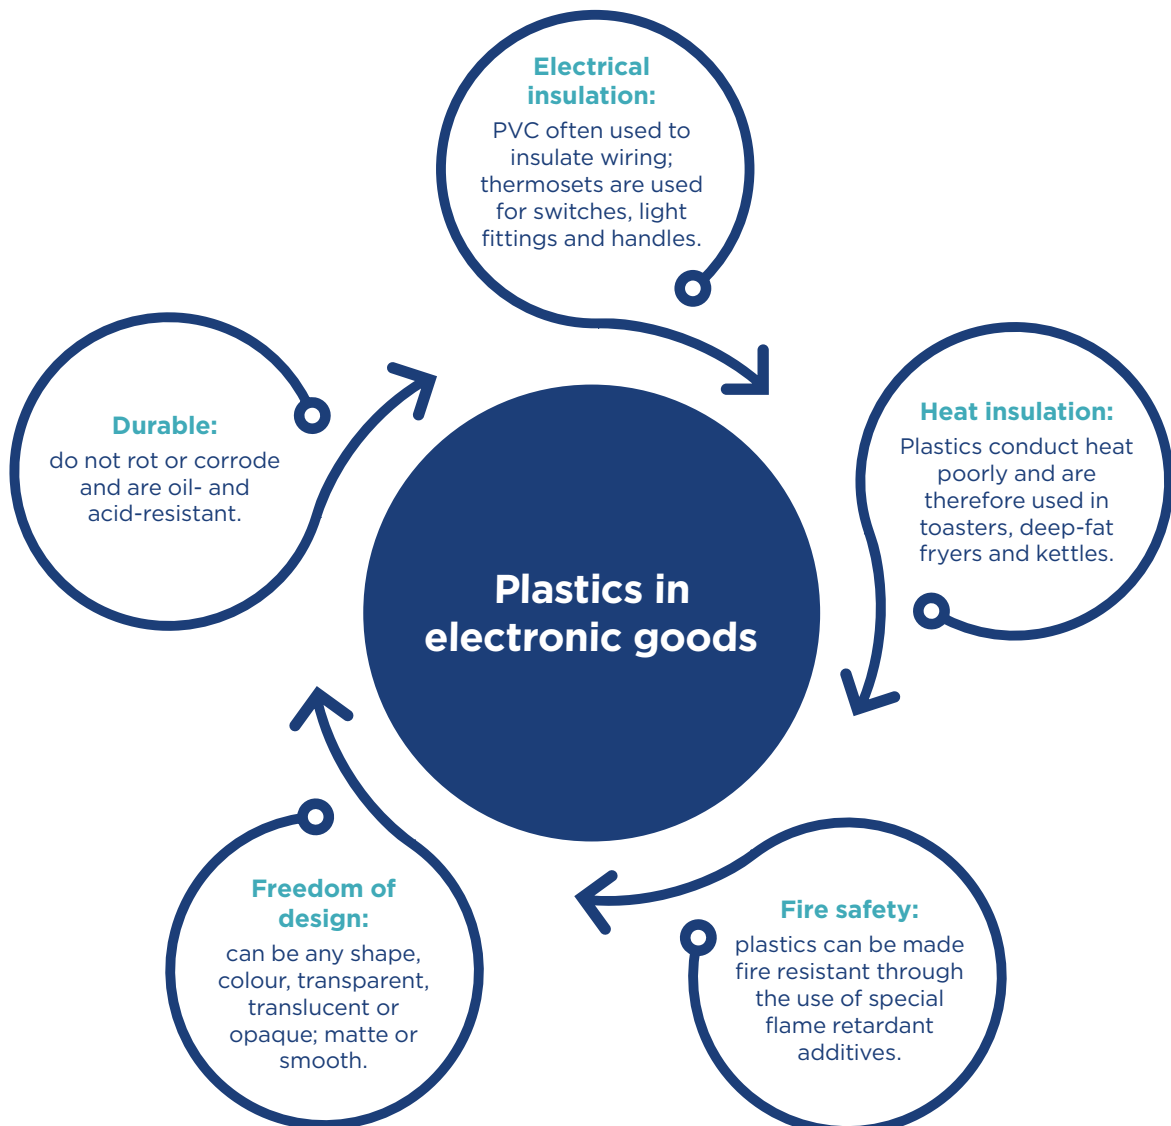 Electrical
insulation:
PVC often used to
insulate wiring;
thermosets are used
for switches, light
fittings and handles.
Heat insulation:
Plastics conduct heat
poorly and are
therefore used in
toasters, deep-fat
fryers and kettles.
Fire safety:
plastics can be made
fire resistant through
the use of special
flame retardant
additives.
Freedom of
design:
can be any shape,
colour, transparent,
translucent or
opaque; matte or
smooth.
Durable:
do not rot or corrode
and are oil- and
acid-resistant.
Plastics in
electronic goods